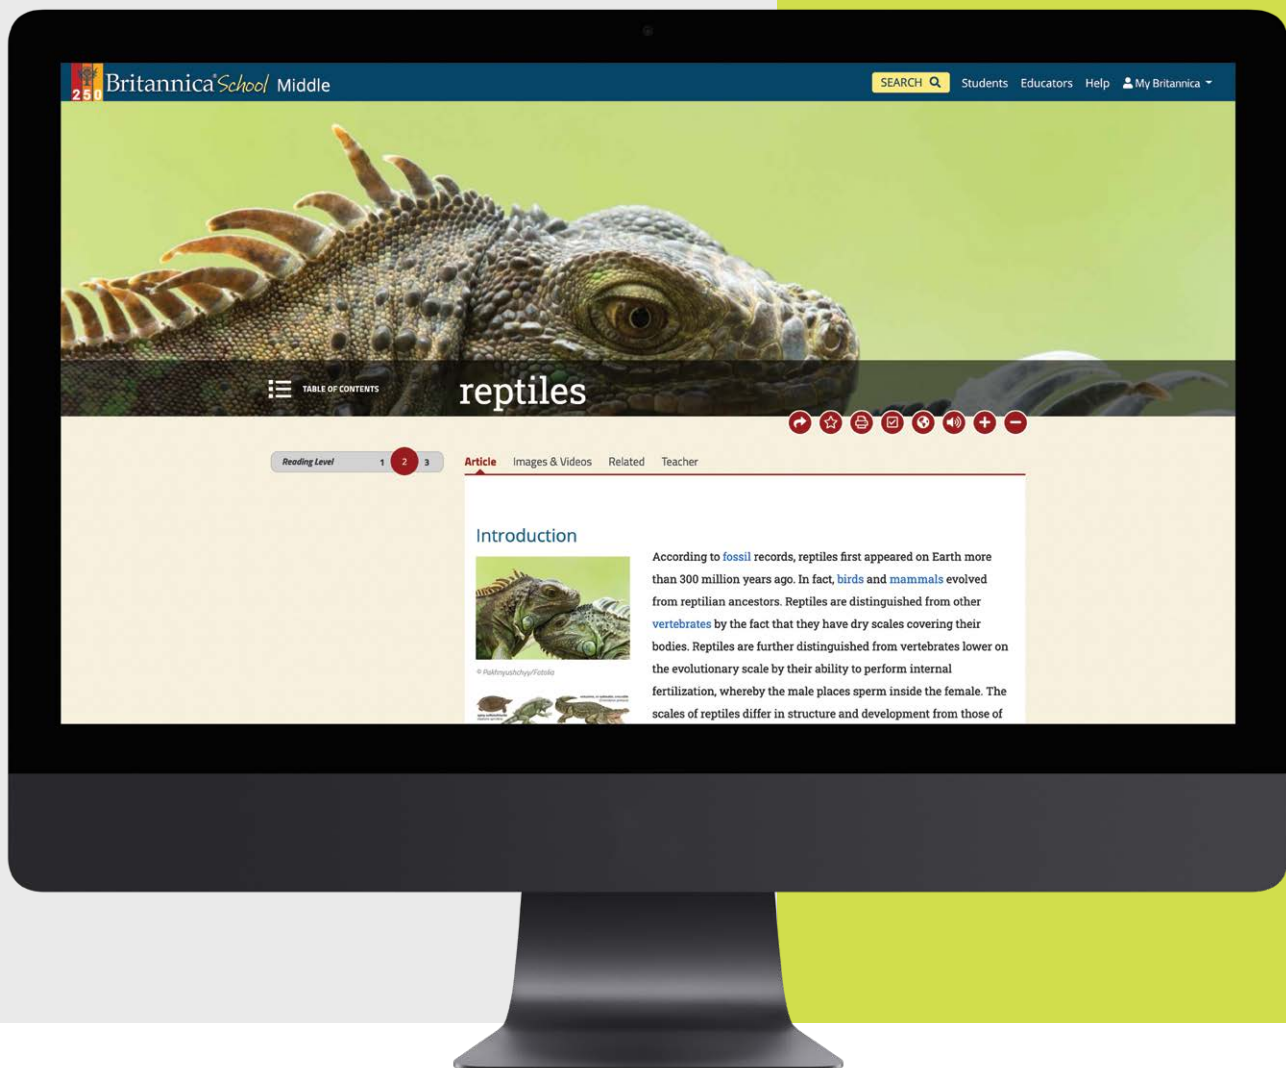 250
Britannica® School Middle
SEARCH
Students
Educators
Help
My Britannica
TABLE OF CONTENTS
reptiles
Reading Level 1 2 3
Article
Images & Videos
Related
Teacher
Introduction
According to fossil records, reptiles first appeared on Earth more
than 300 million years ago. In fact, birds and mammals evolved
from reptilian ancestors. Reptiles are distinguished from other
vertebrates by the fact that they have dry scales covering their
bodies. Reptiles are further distinguished from vertebrates lower on
the evolutionary scale by their ability to perform internal
fertilization, whereby the male places sperm inside the female. The
scales of reptiles differ in structure and development from those of